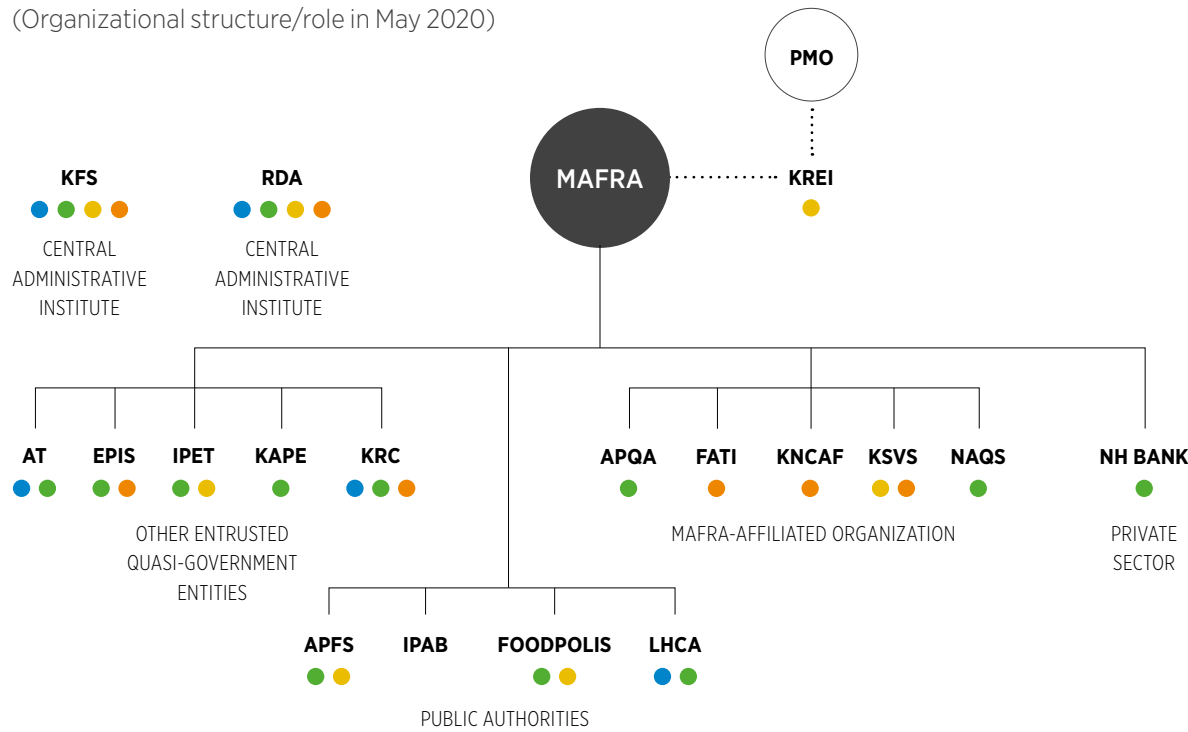 (Organizational structure/role in May 2020)
PMO
MAFRA
KREI
KFS
CENTRAL
ADMINISTRATIVE
INSTITUTE
RDA
CENTRAL
ADMINISTRATIVE
INSTITUTE
AT
EPIS
IPET
KAPE
KRC
OTHER ENTRUSTED
QUASI-GOVERNMENT
ENTITIES
APQA
FATI
KNCAF
KSVS
NAQS
MAFRA-AFFILIATED ORGANIZATION
NH BANK
PRIVATE
SECTOR
APFS
IPAB
FOODPOLIS
LHCA
PUBLIC AUTHORITIES